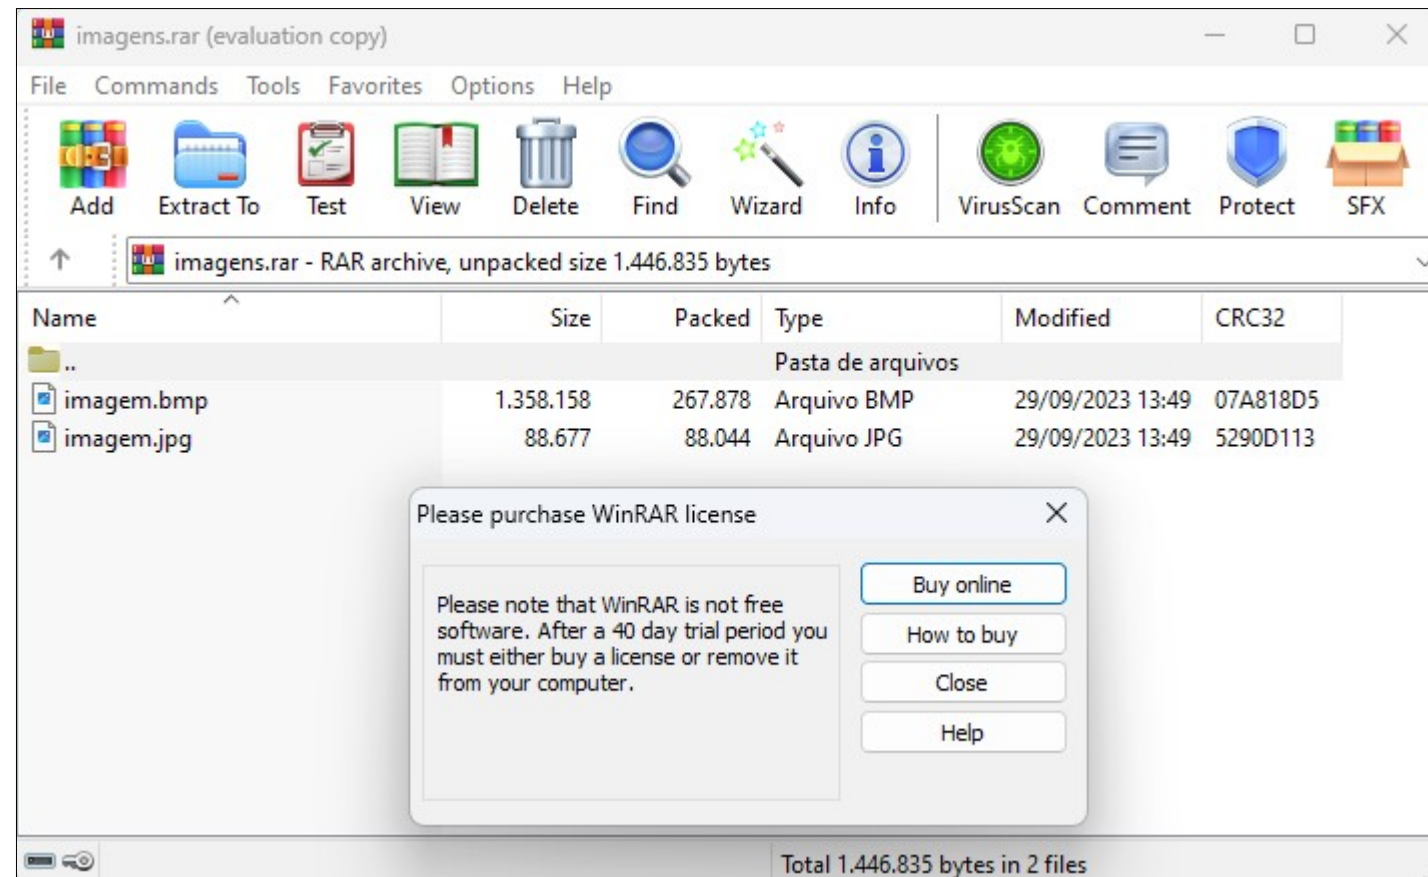 imagens.rar (evaluation copy)
File Commands Tools Favorites Options Help
Add Extract To Test View Delete Find Wizard Info VirusScan Comment Protect SFX
imagens.rar - RAR archive, unpacked size 1.446.835 bytes
Name Size Packed Type Modified CRC32
.. Pasta de arquivos
imagem.bmp 1.358.158 267.878 Arquivo BMP 29/09/2023 13:49 07A818D5
imagem.jpg 88.677 88.044 Arquivo JPG 29/09/2023 13:49 5290D113
Please purchase WinRAR license
Please note that WinRAR is not free
software. After a 40 day trial period you
must either buy a license or remove it
from your computer.
Buy online
How to buy
Close
Help
Total 1.446.835 bytes in 2 files